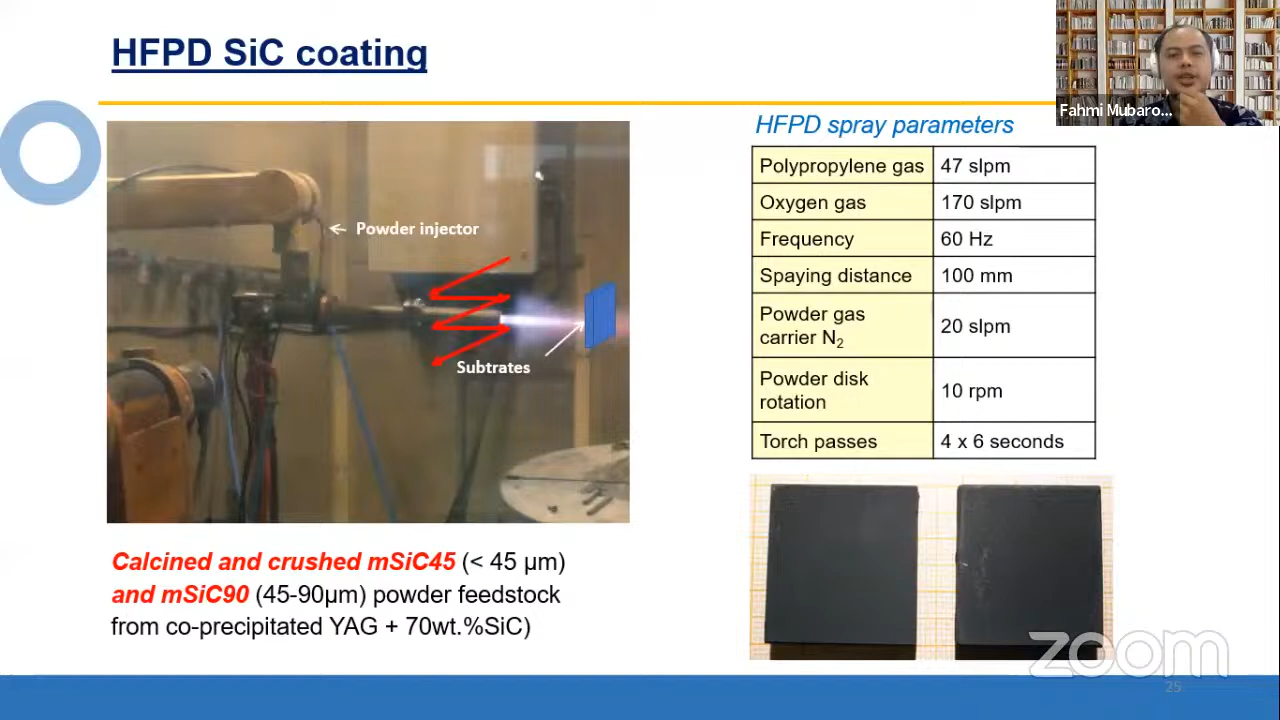 HFPD SiC coating
Fahmi Mubaro...
HFPD spray parameters
Polypropylene gas 47 slpm
Oxygen gas 170 slpm
Frequency 60 Hz
Spaying distance 100 mm
Powder gas
carrier N₂ 20 slpm
Powder disk
rotation 10 rpm
Torch passes 4 x 6 seconds
Powder injector
Subtrates
Calcined and crushed mSiC45 (< 45 µm)
and mSiC90 (45-90µm) powder feedstock
from co-precipitated YAG + 70wt.%SiC)
zoom
25